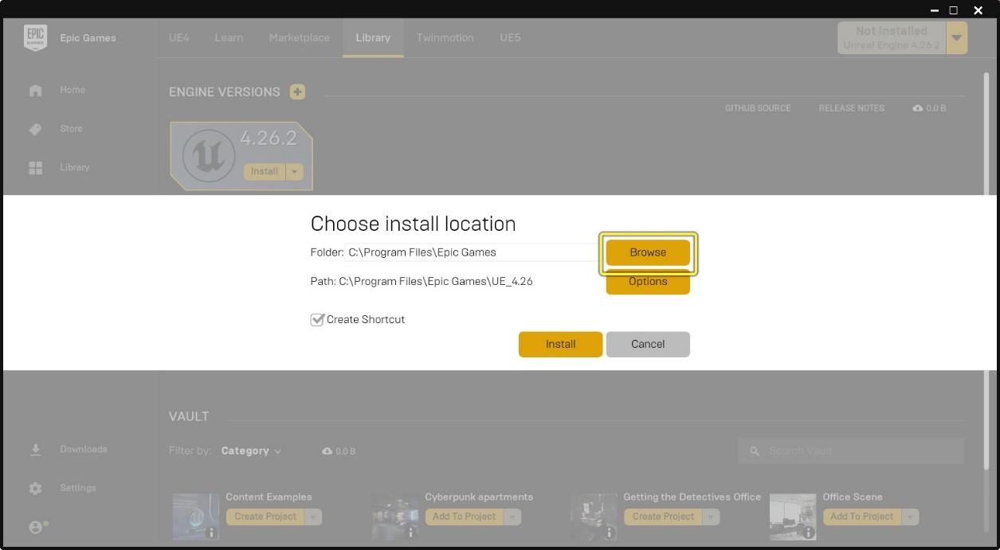 EPIC
GAMES
Epic Games
UE4
Learn
Marketplace
Library
Twinmotion
UE5
Not Installed
Unreal Engine 4.26.2
Home
Store
Library
ENGINE VERSIONS
GITHUB SOURCE
RELEASE NOTES
0.0 B
4.26.2
Install
Choose install location
Folder: C:\Program Files\Epic Games
Browse
Path: C:\Program Files\Epic Games\UE_4.26
Options
Create Shortcut
Install
Cancel
VAULT
Filter by: Category
0.0 B
Search Vault
Downloads
Settings
Content Examples
Create Project
Cyberpunk apartments
Add To Project
Getting the Detectives Office
Create Project
Office Scene
Add To Project